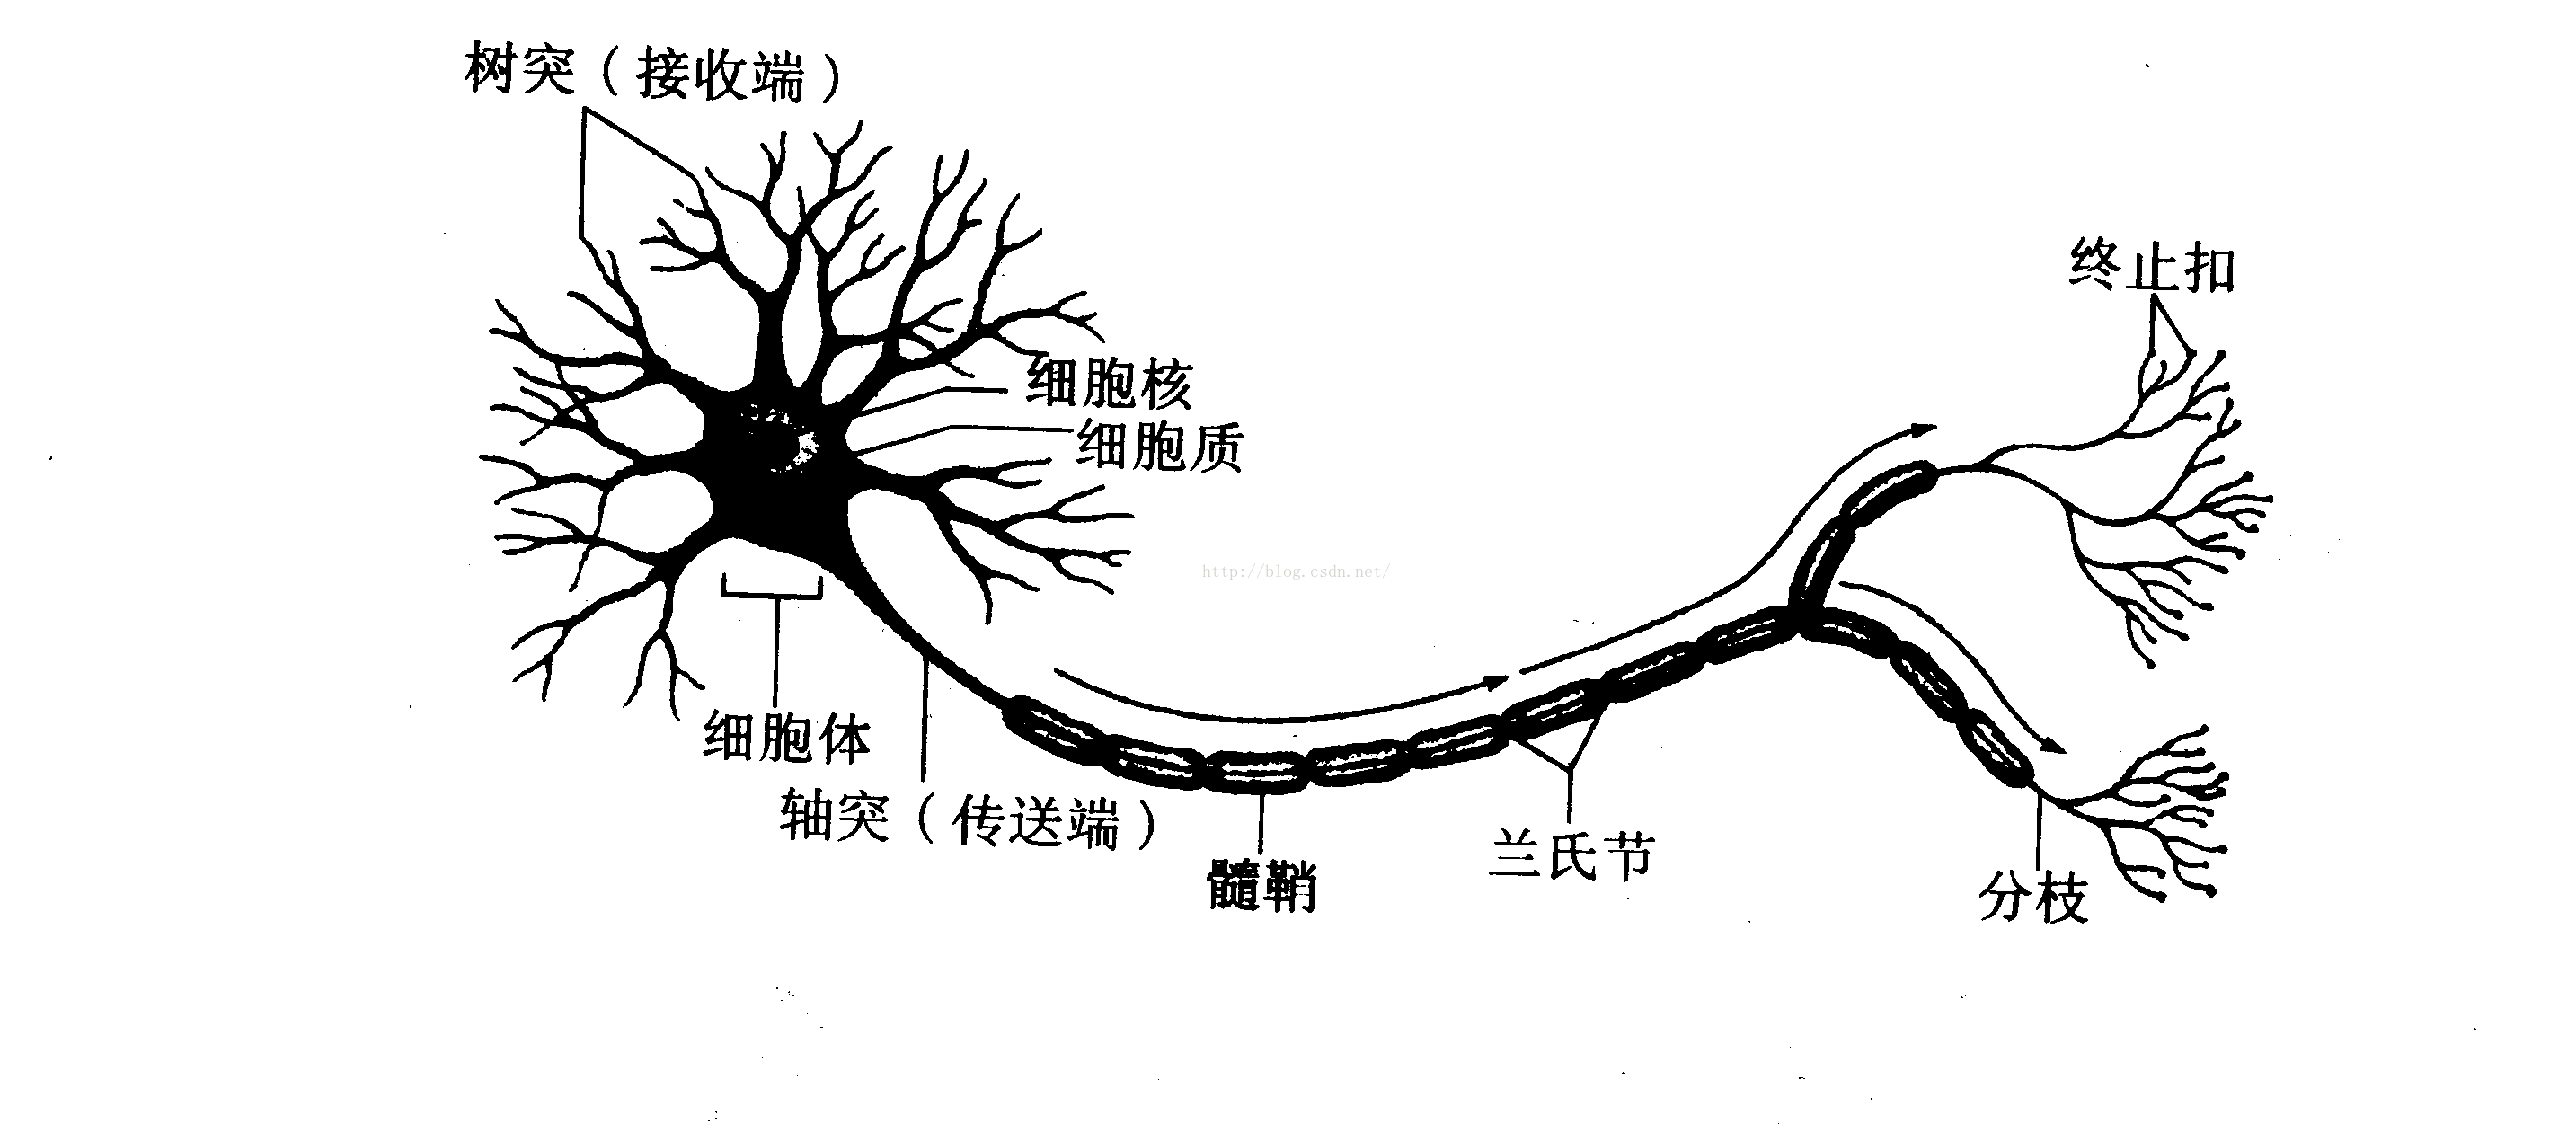 树突（接收端）
终止扣
细胞核
细胞质
http://blog.csdn.net/
细胞体
轴突（传送端）
髓鞘
兰氏节
分枝